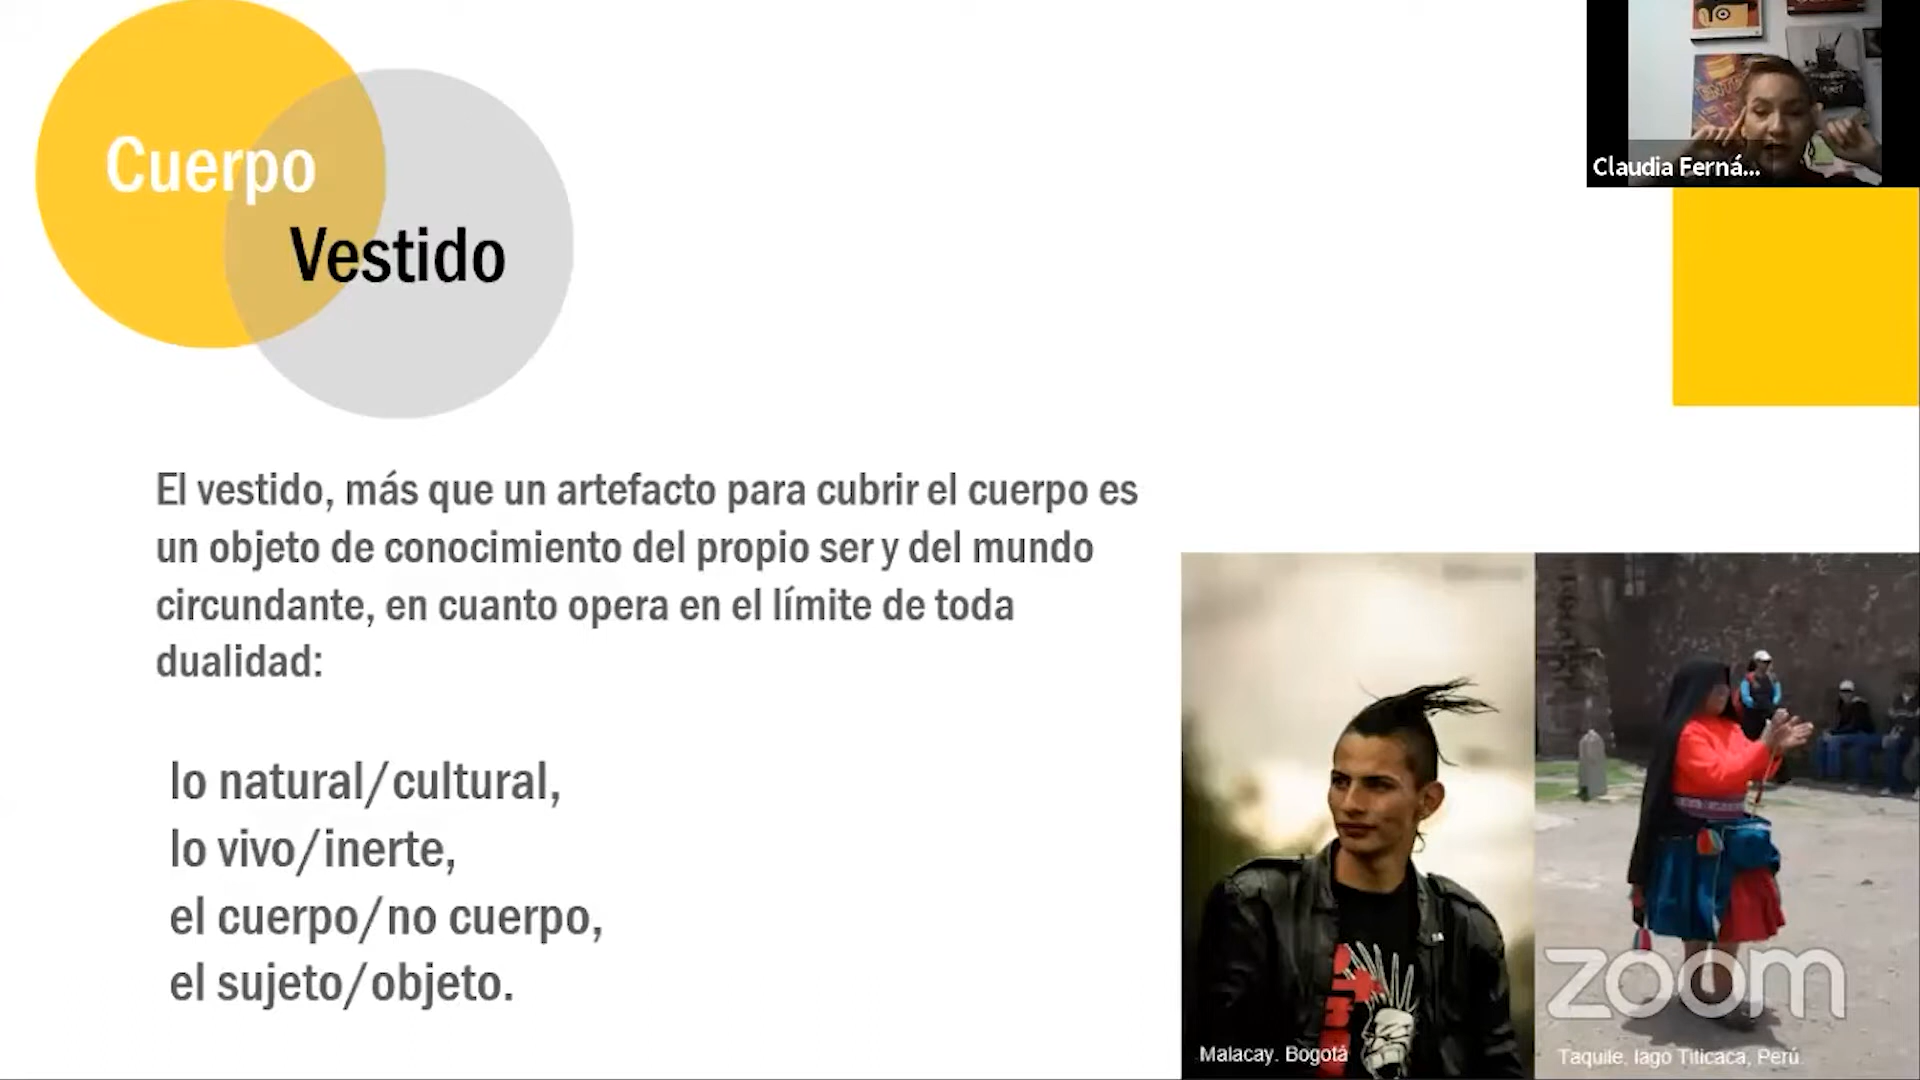 Cuerpo
Vestido
Claudia Ferná...
El vestido, más que un artefacto para cubrir el cuerpo es
un objeto de conocimiento del propio ser y del mundo
circundante, en cuanto opera en el límite de toda
dualidad:
lo natural/cultural,
lo vivo/inerte,
el cuerpo/no cuerpo,
el sujeto/objeto.
Malacay. Bogotá
zoom
Taquile, lago Titicaca, Perú.